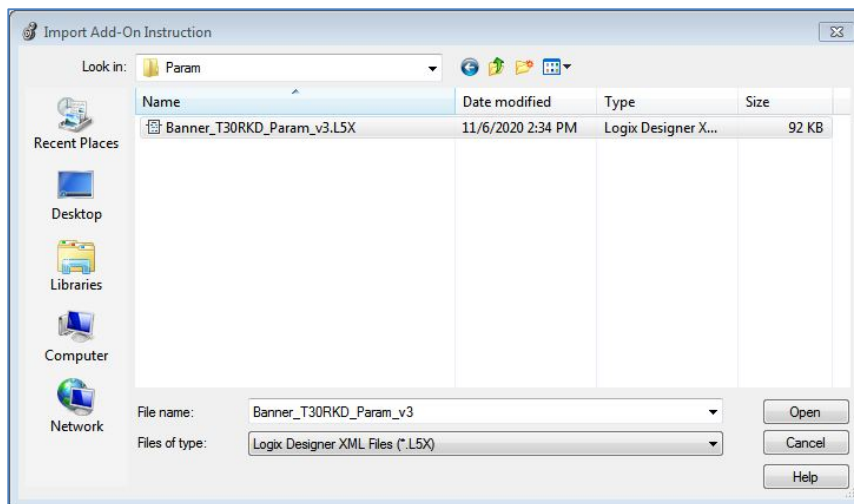 Import Add-On Instruction
Look in: Param
Name Date modified Type Size
Banner_T30RKD_Param_v3.L5X 11/6/2020 2:34 PM Logix Designer X... 92 KB
Recent Places
Desktop
Libraries
Computer
Network
File name: Banner_T30RKD_Param_v3 Open
Files of type: Logix Designer XML Files (*.L5X) Cancel
Help